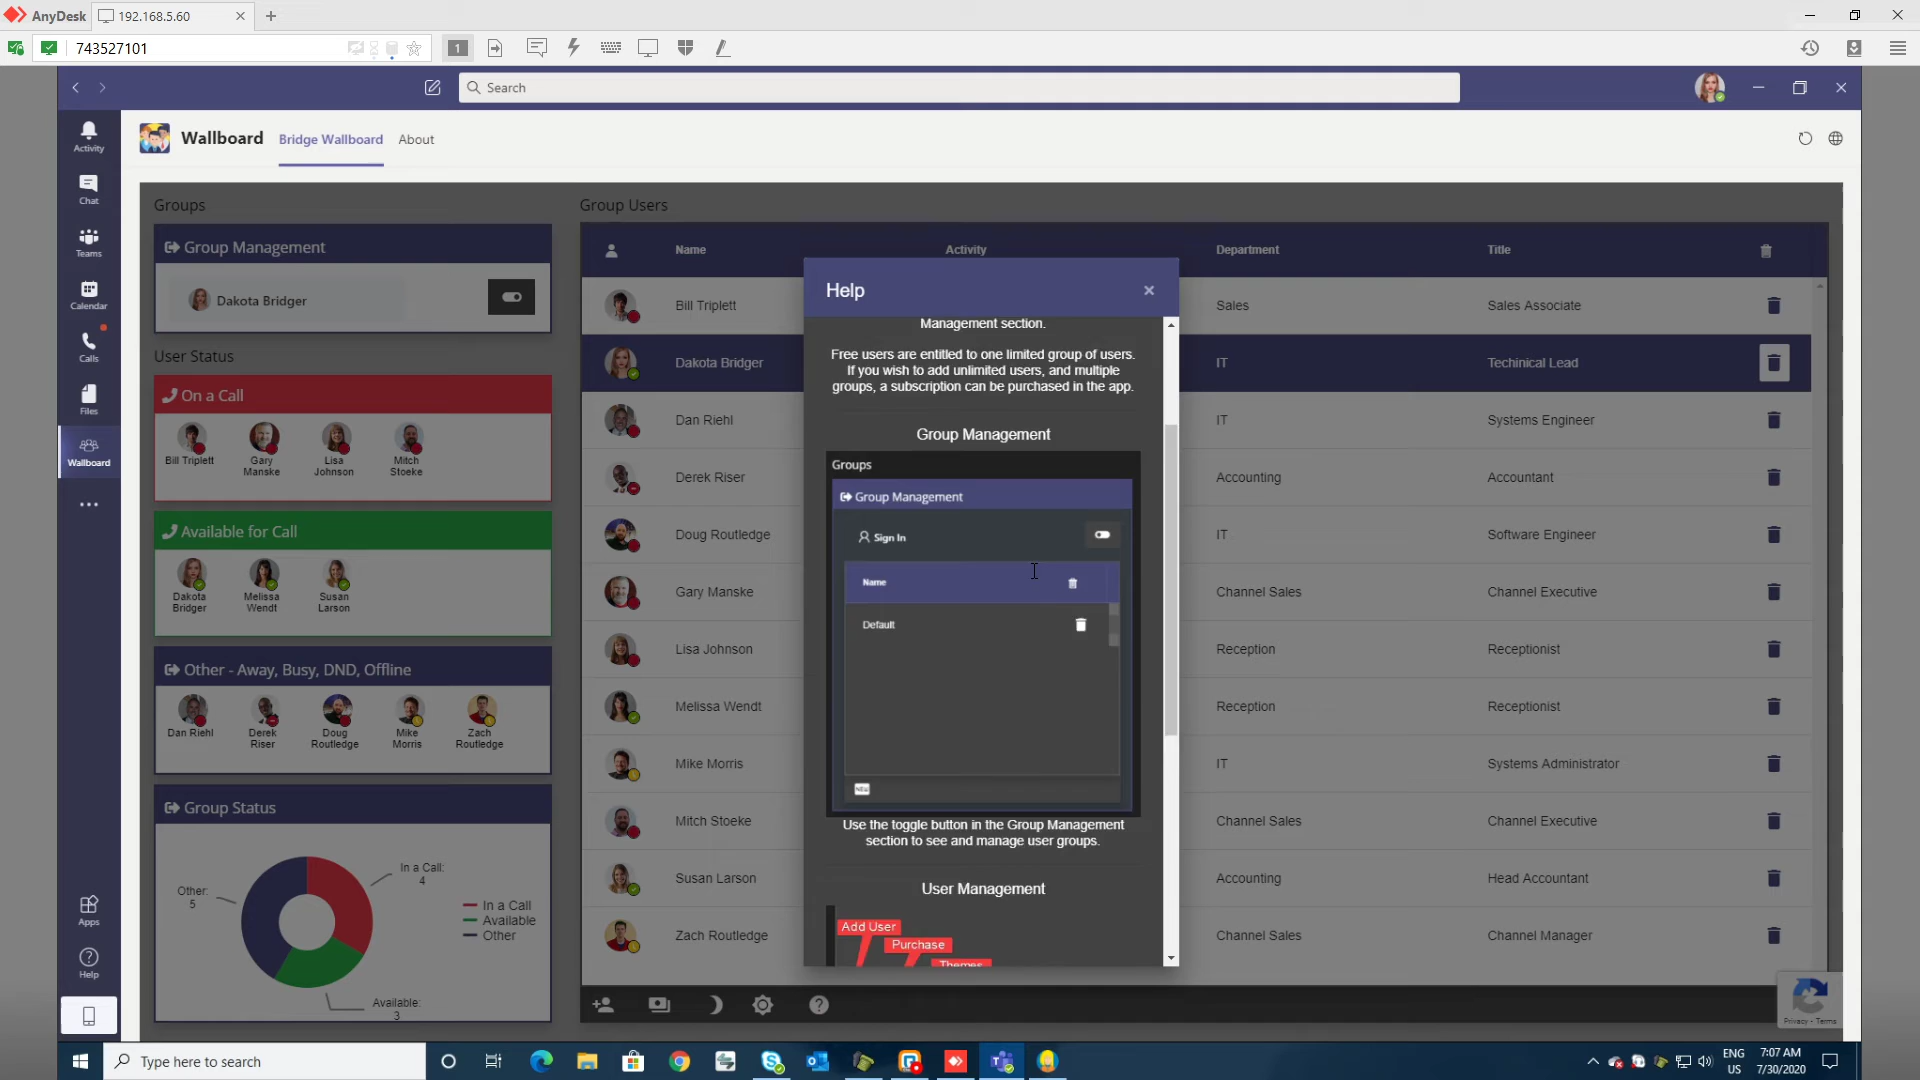 AnyDesk
192.168.5.60
743527101
1
Search
Activity
Chat
Teams
Calendar
Calls
Files
Wallboard
Apps
Help
Wallboard
Bridge Wallboard
About
Groups
Group Management
Dakota Bridger
User Status
On a Call
Bill Triplett
Gary
Manske
Lisa
Johnson
Mitch
Stoeke
Available for Call
Dakota
Bridger
Melissa
Wendt
Susan
Larson
Other - Away, Busy, DND, Offline
Dan Riehl
Derek
Riser
Doug
Routledge
Mike
Morris
Zach
Routledge
Group Status
In a Call:
4
Other:
5
Available:
3
In a Call
Available
Other
Group Users
Name Activity Department Title
Bill Triplett Sales Sales Associate
Dakota Bridger IT Techinical Lead
Dan Riehl IT Systems Engineer
Derek Riser Accounting Accountant
Doug Routledge IT Software Engineer
Gary Manske Channel Sales Channel Executive
Lisa Johnson Reception Receptionist
Melissa Wendt Reception Receptionist
Mike Morris IT Systems Administrator
Mitch Stoeke Channel Sales Channel Executive
Susan Larson Accounting Head Accountant
Zach Routledge Channel Sales Channel Manager
Help
Management section.
Free users are entitled to one limited group of users.
If you wish to add unlimited users, and multiple
groups, a subscription can be purchased in the app.
Group Management
Groups
Group Management
Sign In
Name
Default
NEW
Use the toggle button in the Group Management
section to see and manage user groups.
User Management
Add User
Purchase
Themes
Privacy - Terms
Type here to search
ENG
US
7:07 AM
7/30/2020